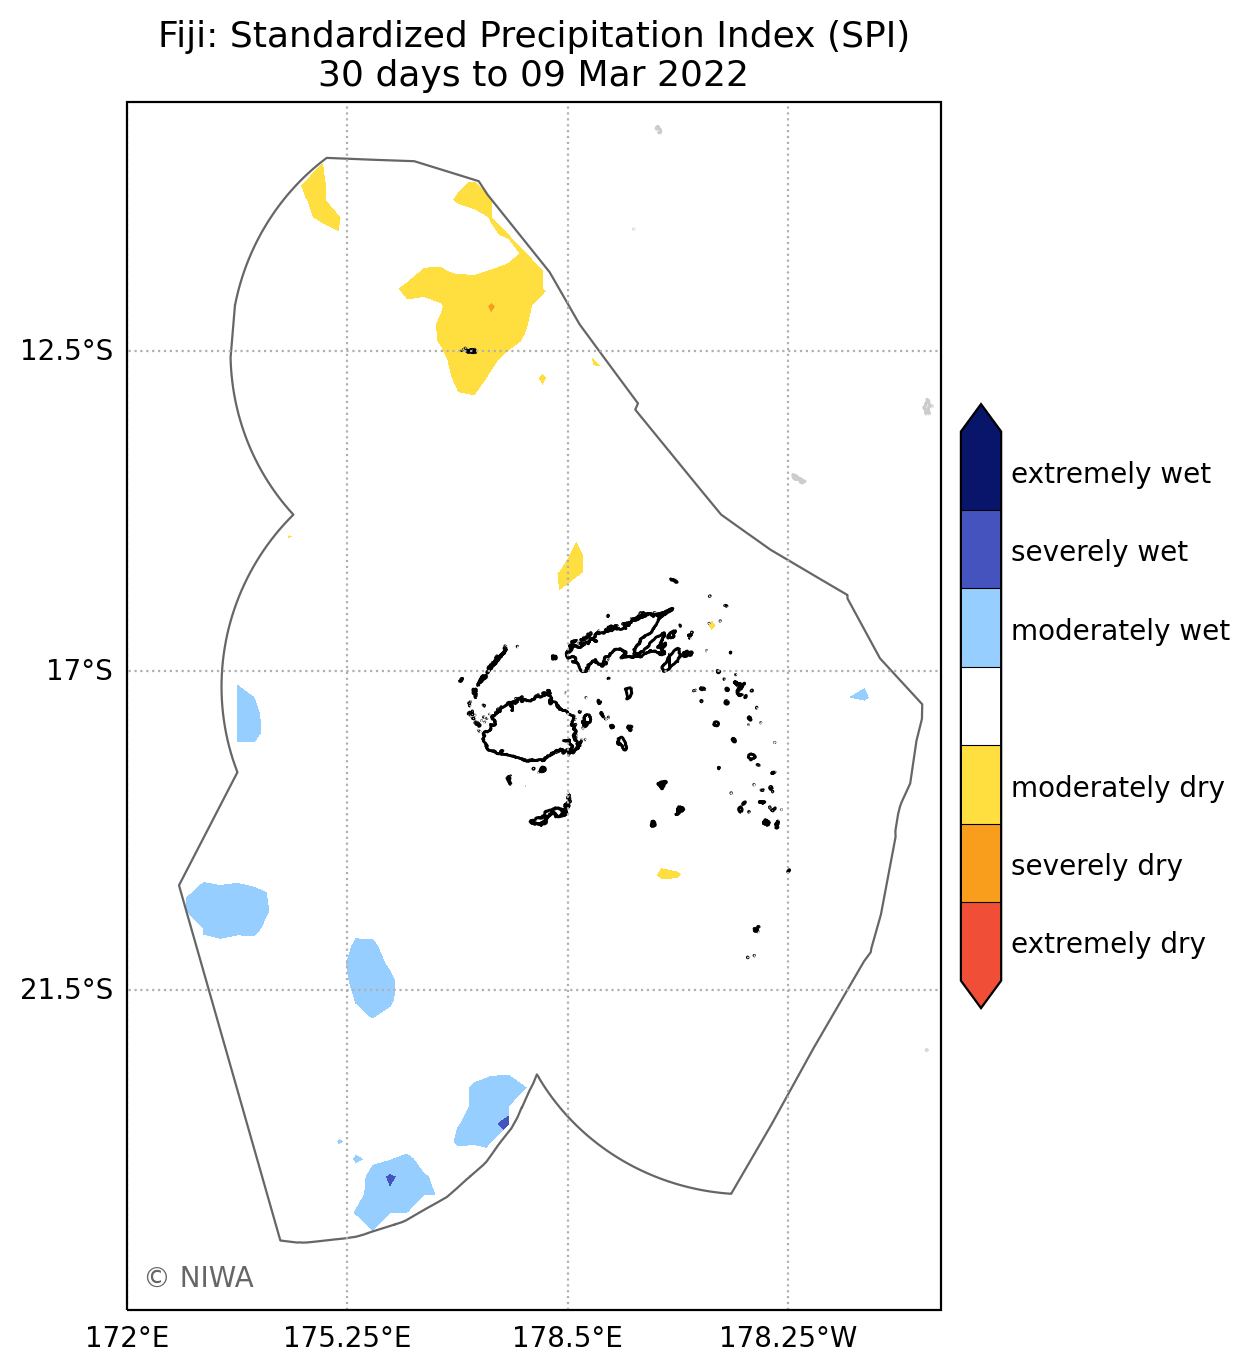 Fiji: Standardized Precipitation Index (SPI)
30 days to 09 Mar 2022
12.5°S
17°S
21.5°S
172°E
175.25°E
178.5°E
178.25°W
extremely wet
severely wet
moderately wet
moderately dry
severely dry
extremely dry
© NIWA